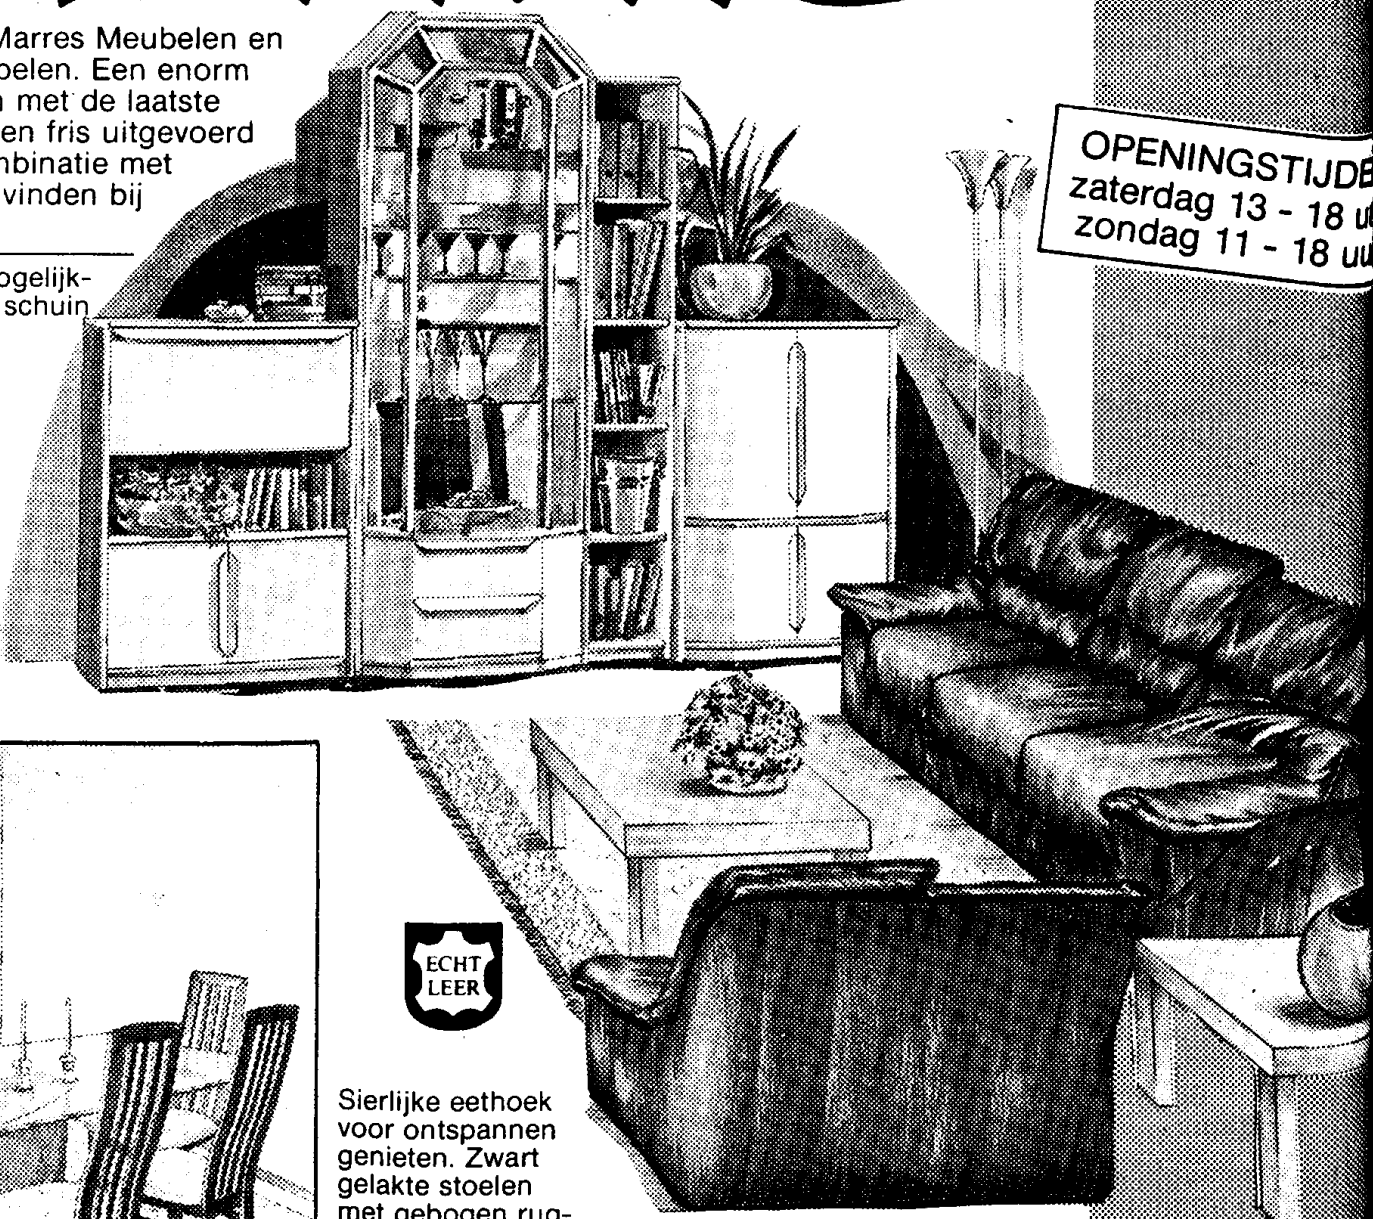 Marres Meubelen en
belen. Een enorm
n met de laatste
en fris uitgevoerd
mbinatie met
vinden bij
ogelijk-
schuin
OPENINGSTIJDE
zaterdag 13 - 18 u
zondag 11 - 18 uu
ECHT
LEER
Sierlijke eethoek
voor ontspannen
genieten. Zwart
gelakte stoelen
met gebogen rug-